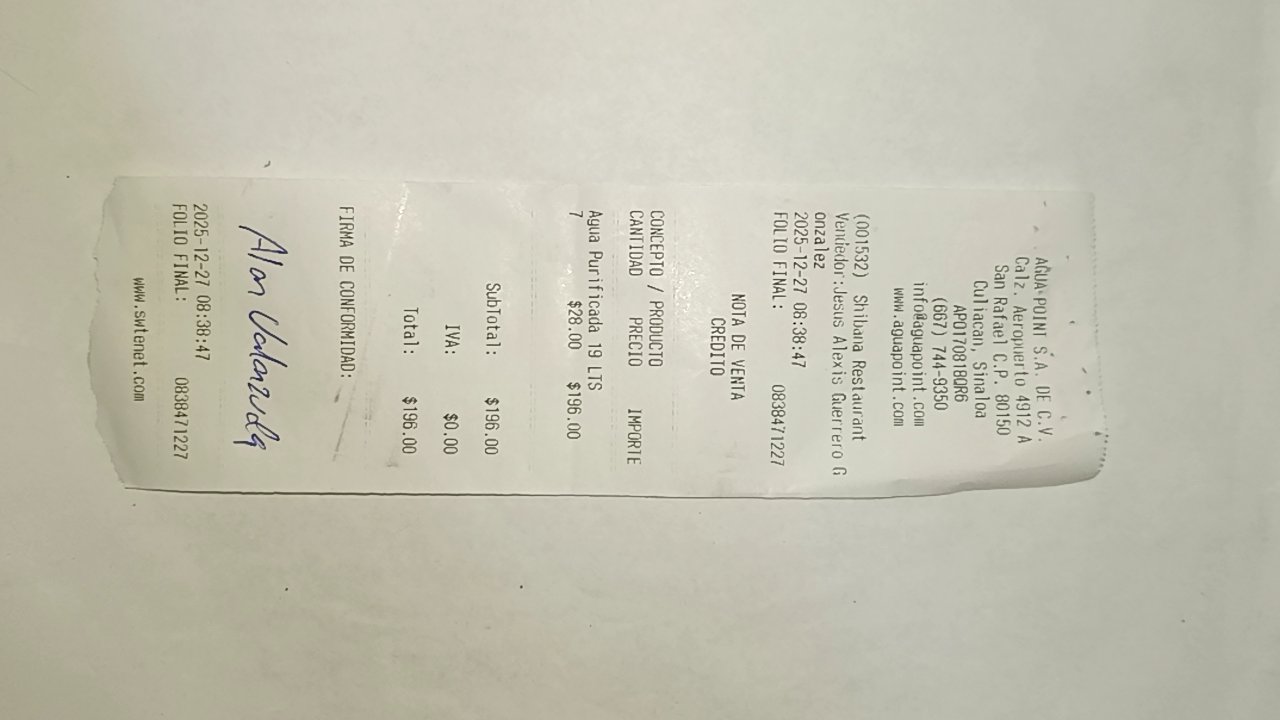 AGUA POINT S.A. DE C.V.
Calz. Aeropuerto 4912 A
San Rafael C.P. 80150
Culiacan, Sinaloa
APO170818QR6
(667) 744-9350
info@aguapoint.com
www.aguapoint.com
(001532) Shibana Restaurant
Vendedor:Jesus Alexis Guerrero G
onzalez
2025-12-27 08:38:47
FOLIO FINAL: 0838471227
NOTA DE VENTA
CREDITO
CONCEPTO / PRODUCTO
CANTIDAD PRECIO IMPORTE
Agua Purificada 19 LTS
7 $28.00 $196.00
SubTotal: $196.00
IVA: $0.00
Total: $196.00
FIRMA DE CONFORMIDAD:
Alan Valenzuela
2025-12-27 08:38:47
FOLIO FINAL: 0838471227
www.swtenet.com